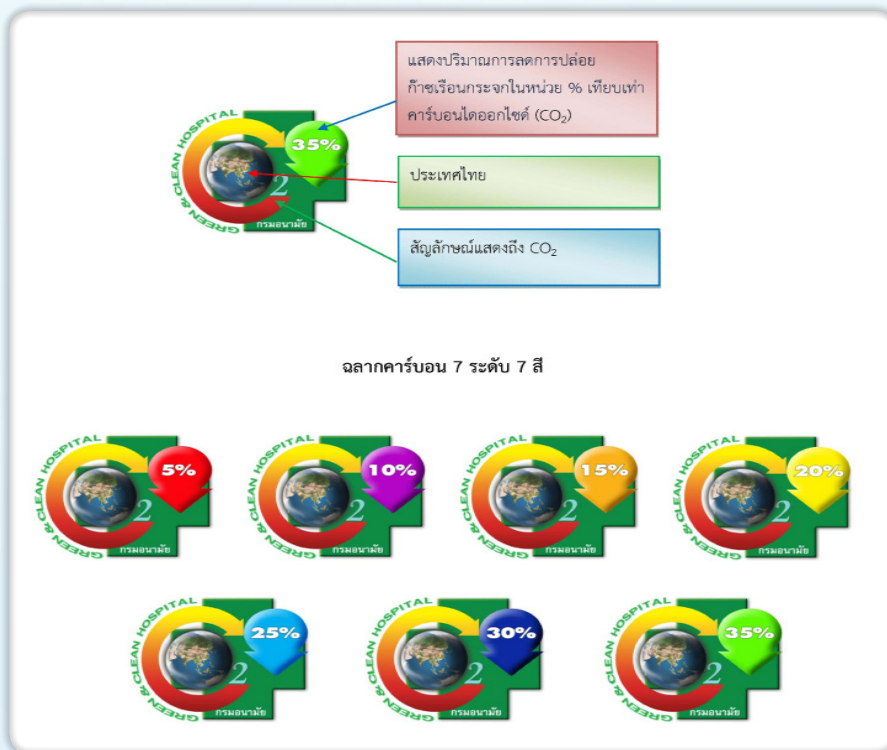 แสดงปริมาณการลดการปล่อย
ก๊าซเรือนกระจกในหน่วย % เทียบเท่า
คาร์บอนไดออกไซด์ (CO₂)
GREEN & CLEAN HOSPITAL
35%
2
กรมอนามัย
ประเทศไทย
สัญลักษณ์แสดงถึง CO₂
ฉลากคาร์บอน 7 ระดับ 7 สี
GREEN & CLEAN HOSPITAL
5%
2
กรมอนามัย
GREEN & CLEAN HOSPITAL
10%
2
กรมอนามัย
GREEN & CLEAN HOSPITAL
15%
2
กรมอนามัย
GREEN & CLEAN HOSPITAL
20%
2
กรมอนามัย
GREEN & CLEAN HOSPITAL
25%
2
กรมอนามัย
GREEN & CLEAN HOSPITAL
30%
2
กรมอนามัย
GREEN & CLEAN HOSPITAL
35%
2
กรมอนามัย